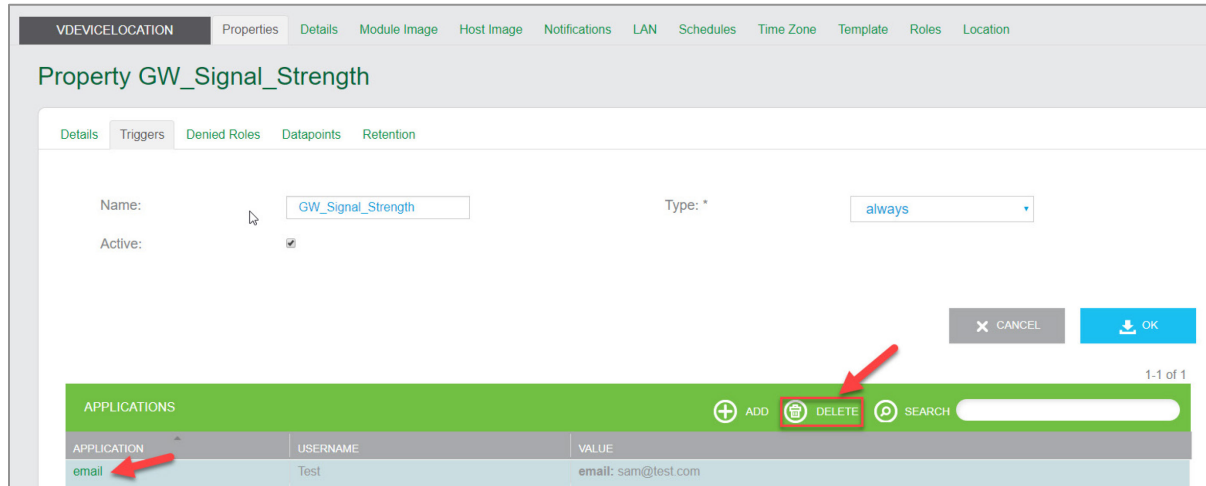 VDEVICELOCATION Properties Details Module Image Host Image Notifications LAN Schedules Time Zone Template Roles Location
Property GW_Signal_Strength
Details Triggers Denied Roles Datapoints Retention
Name: GW_Signal_Strength Type: * always
Active:
CANCEL OK
1-1 of 1
APPLICATIONS ADD DELETE SEARCH
APPLICATION USERNAME VALUE
email Test email: sam@test.com